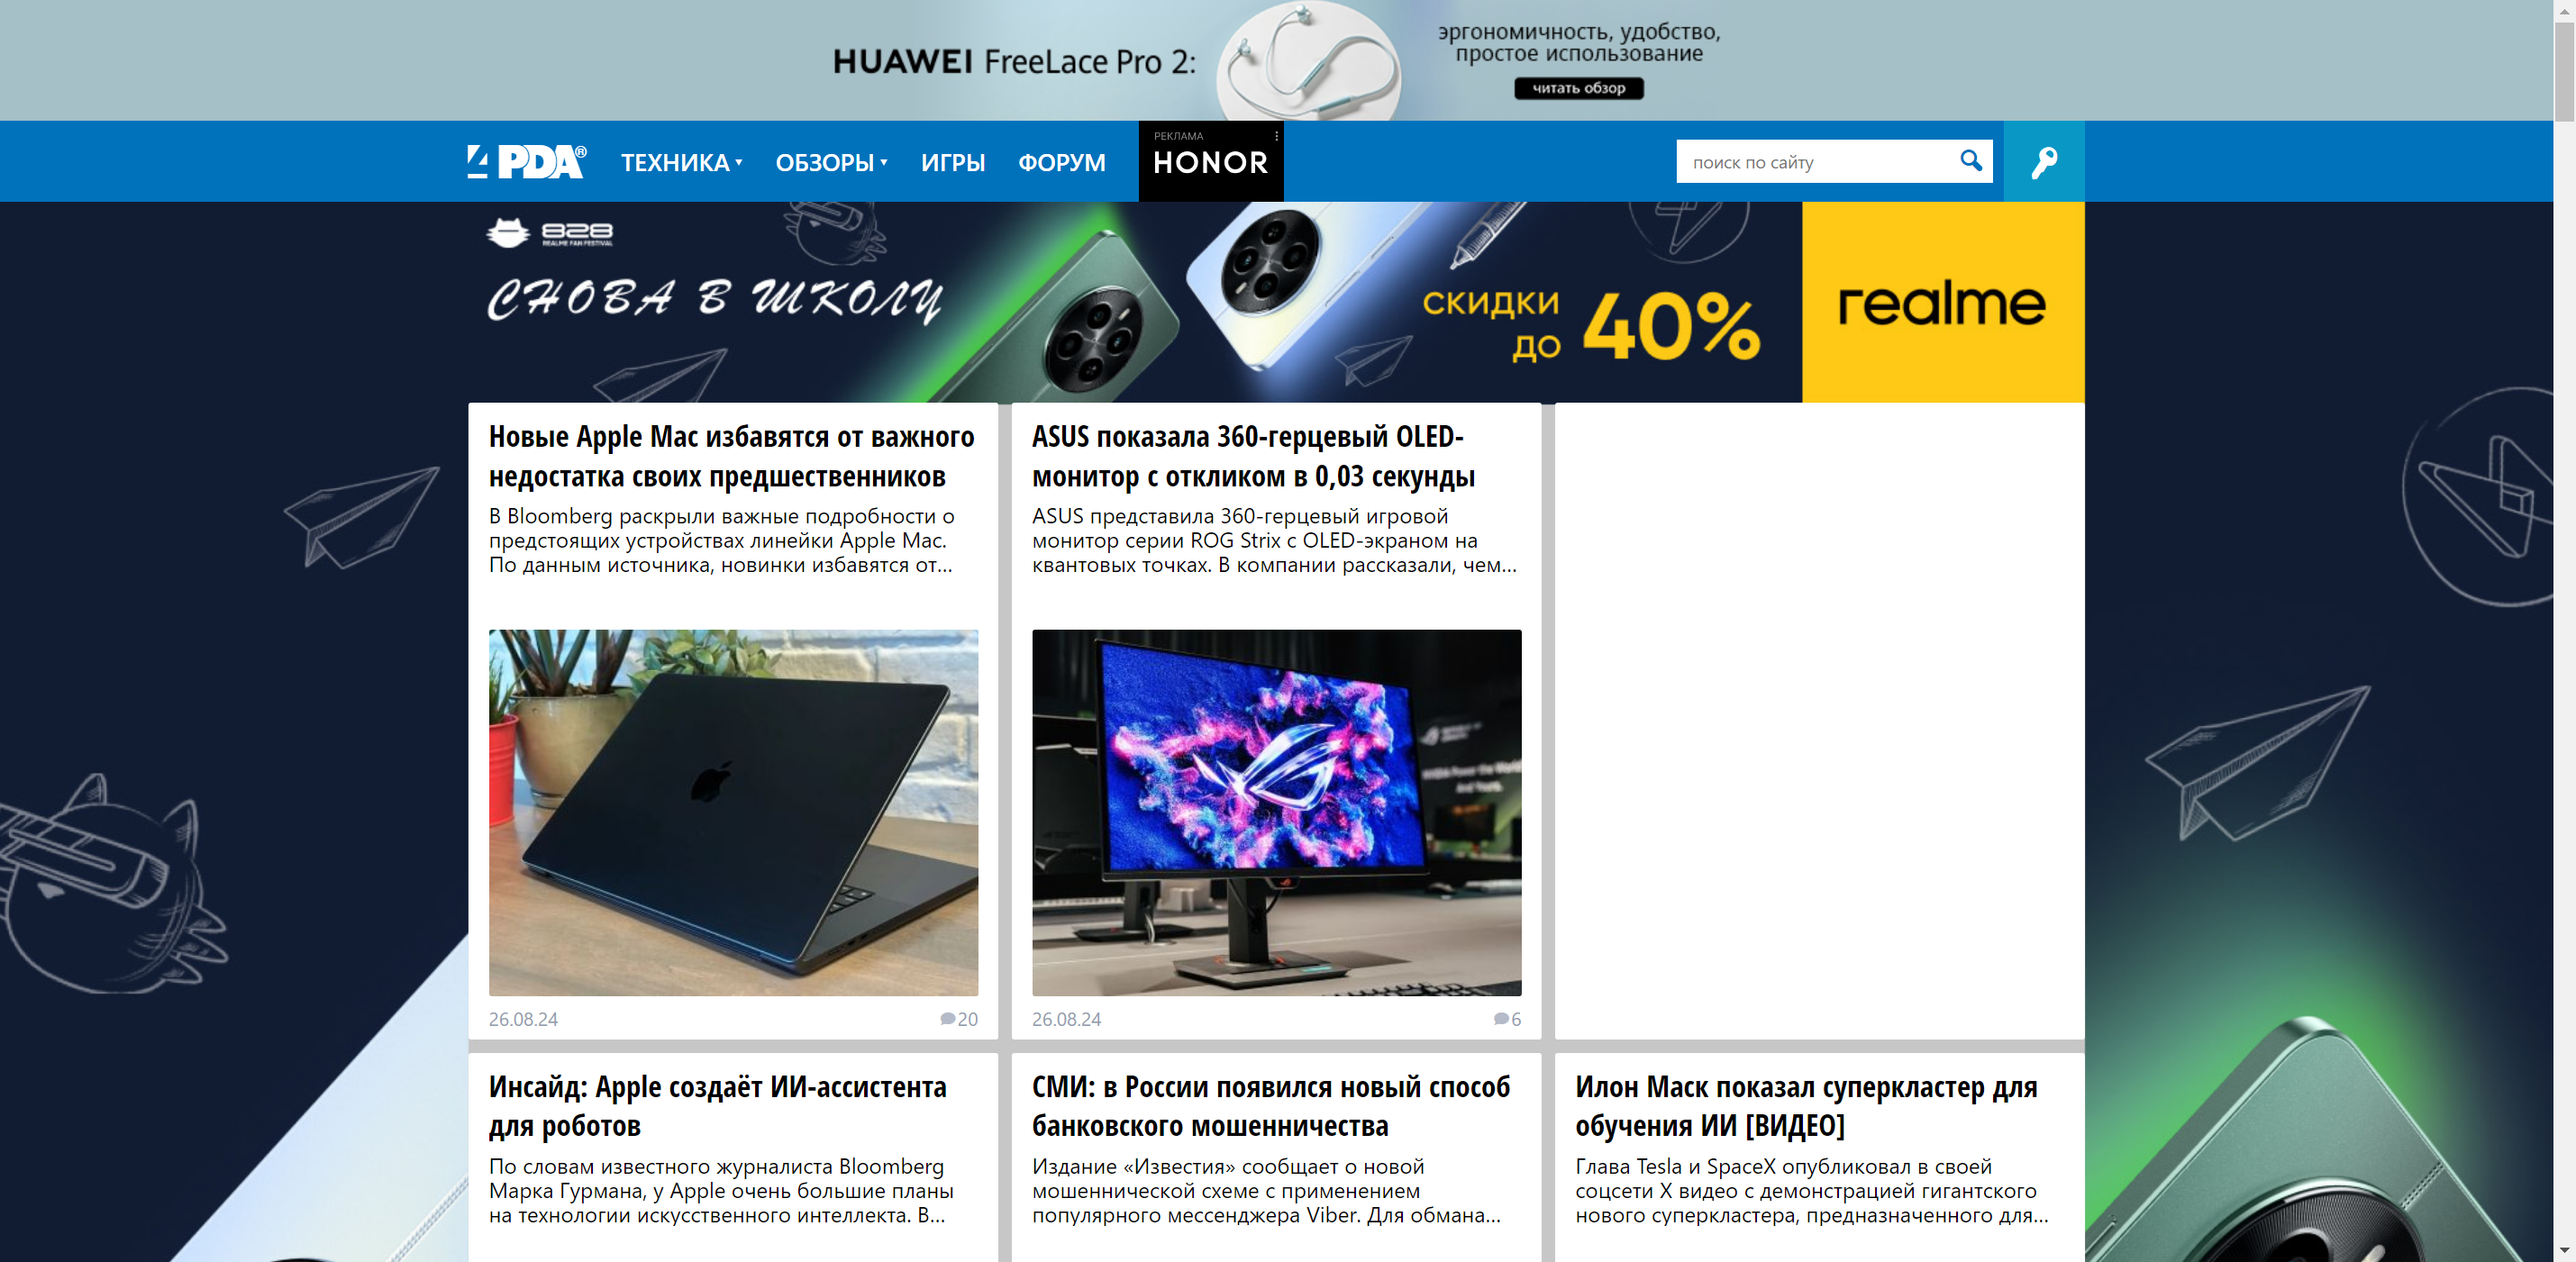 HUAWEI FreeLace Pro 2:
эргономичность, удобство,
простое использование
читать обзор
4PDA®
ТЕХНИКА
ОБЗОРЫ
ИГРЫ
ФОРУМ
РЕКЛАМА
HONOR
поиск по сайту
828
REALME FAN FESTIVAL
СНОВА В ШКОЛУ
СКИДКИ
ДО 40%
realme
Новые Apple Mac избавятся от важного
недостатка своих предшественников
В Bloomberg раскрыли важные подробности о
предстоящих устройствах линейки Apple Mac.
По данным источника, новинки избавятся от...
26.08.24
20
ASUS показала 360-герцевый OLED-
монитор с откликом в 0,03 секунды
ASUS представила 360-герцевый игровой
монитор серии ROG Strix с OLED-экраном на
квантовых точках. В компании рассказали, чем...
26.08.24
6
Инсайд: Apple создаёт ИИ-ассистента
для роботов
По словам известного журналиста Bloomberg
Марка Гурмана, у Apple очень большие планы
на технологии искусственного интеллекта. В...
СМИ: в России появился новый способ
банковского мошенничества
Издание «Известия» сообщает о новой
мошеннической схеме с применением
популярного мессенджера Viber. Для обмана...
Илон Маск показал суперкластер для
обучения ИИ [ВИДЕО]
Глава Tesla и SpaceX опубликовал в своей
соцсети X видео с демонстрацией гигантского
нового суперкластера, предназначенного для...